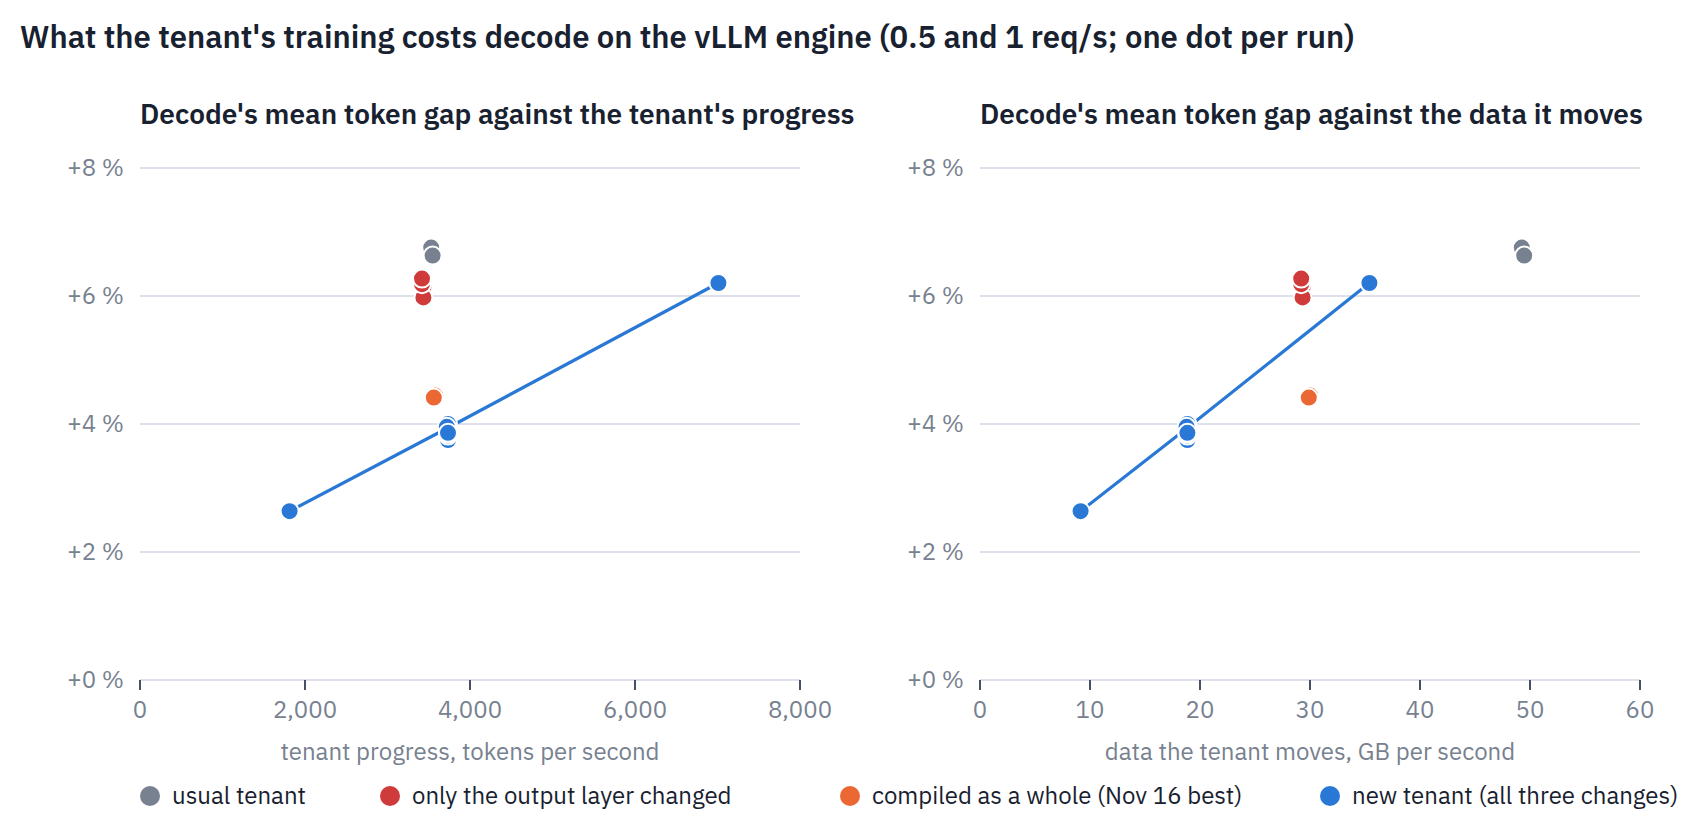 What the tenant's training costs decode on the vLLM engine (0.5 and 1 req/s; one dot per run)
Decode's mean token gap against the tenant's progress
+8 %
+6 %
+4 %
+2 %
+0 %
0 2,000 4,000 6,000 8,000
tenant progress, tokens per second
Decode's mean token gap against the data it moves
+8 %
+6 %
+4 %
+2 %
+0 %
0 10 20 30 40 50 60
data the tenant moves, GB per second
usual tenant only the output layer changed compiled as a whole (Nov 16 best) new tenant (all three changes)